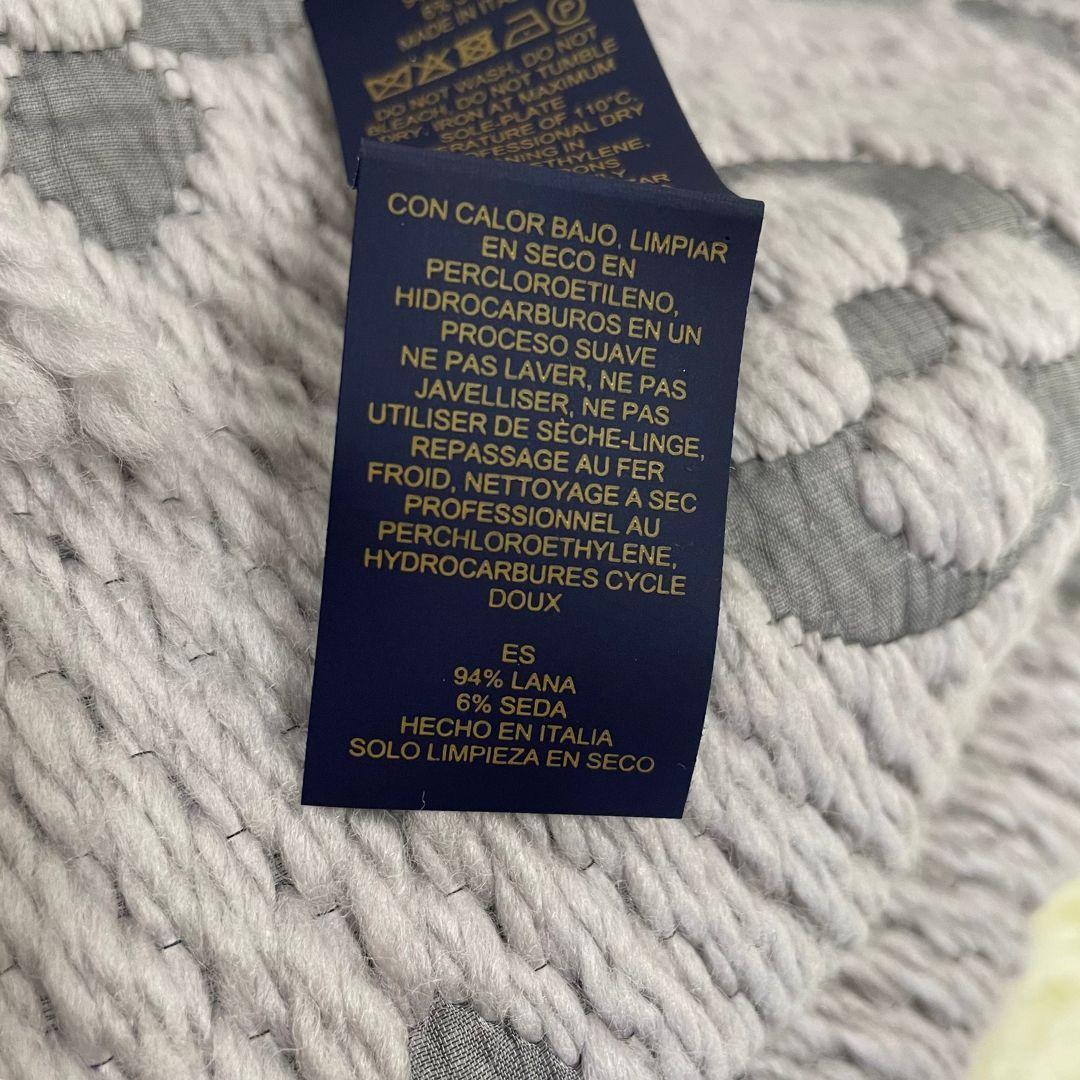 MADE IN ITALY
DO NOT WASH, DO NOT
BLEACH, DO NOT TUMBLE
DRY, IRON AT MAXIMUM
SOLE-PLATE
OF 110°C,
DRY
IN
CON CALOR BAJO, LIMPIAR
EN SECO EN
PERCLOROETILENO,
HIDROCARBUROS EN UN
PROCESO SUAVE
NE PAS LAVER, NE PAS
JAVELLISER, NE PAS
UTILISER DE SÈCHE-LINGE,
REPASSAGE AU FER
FROID, NETTOYAGE A SEC
PROFESSIONNEL AU
PERCHLOROETHYLENE,
HYDROCARBURES CYCLE
DOUX
ES
94% LANA
6% SEDA
HECHO EN ITALIA
SOLO LIMPIEZA EN SECO